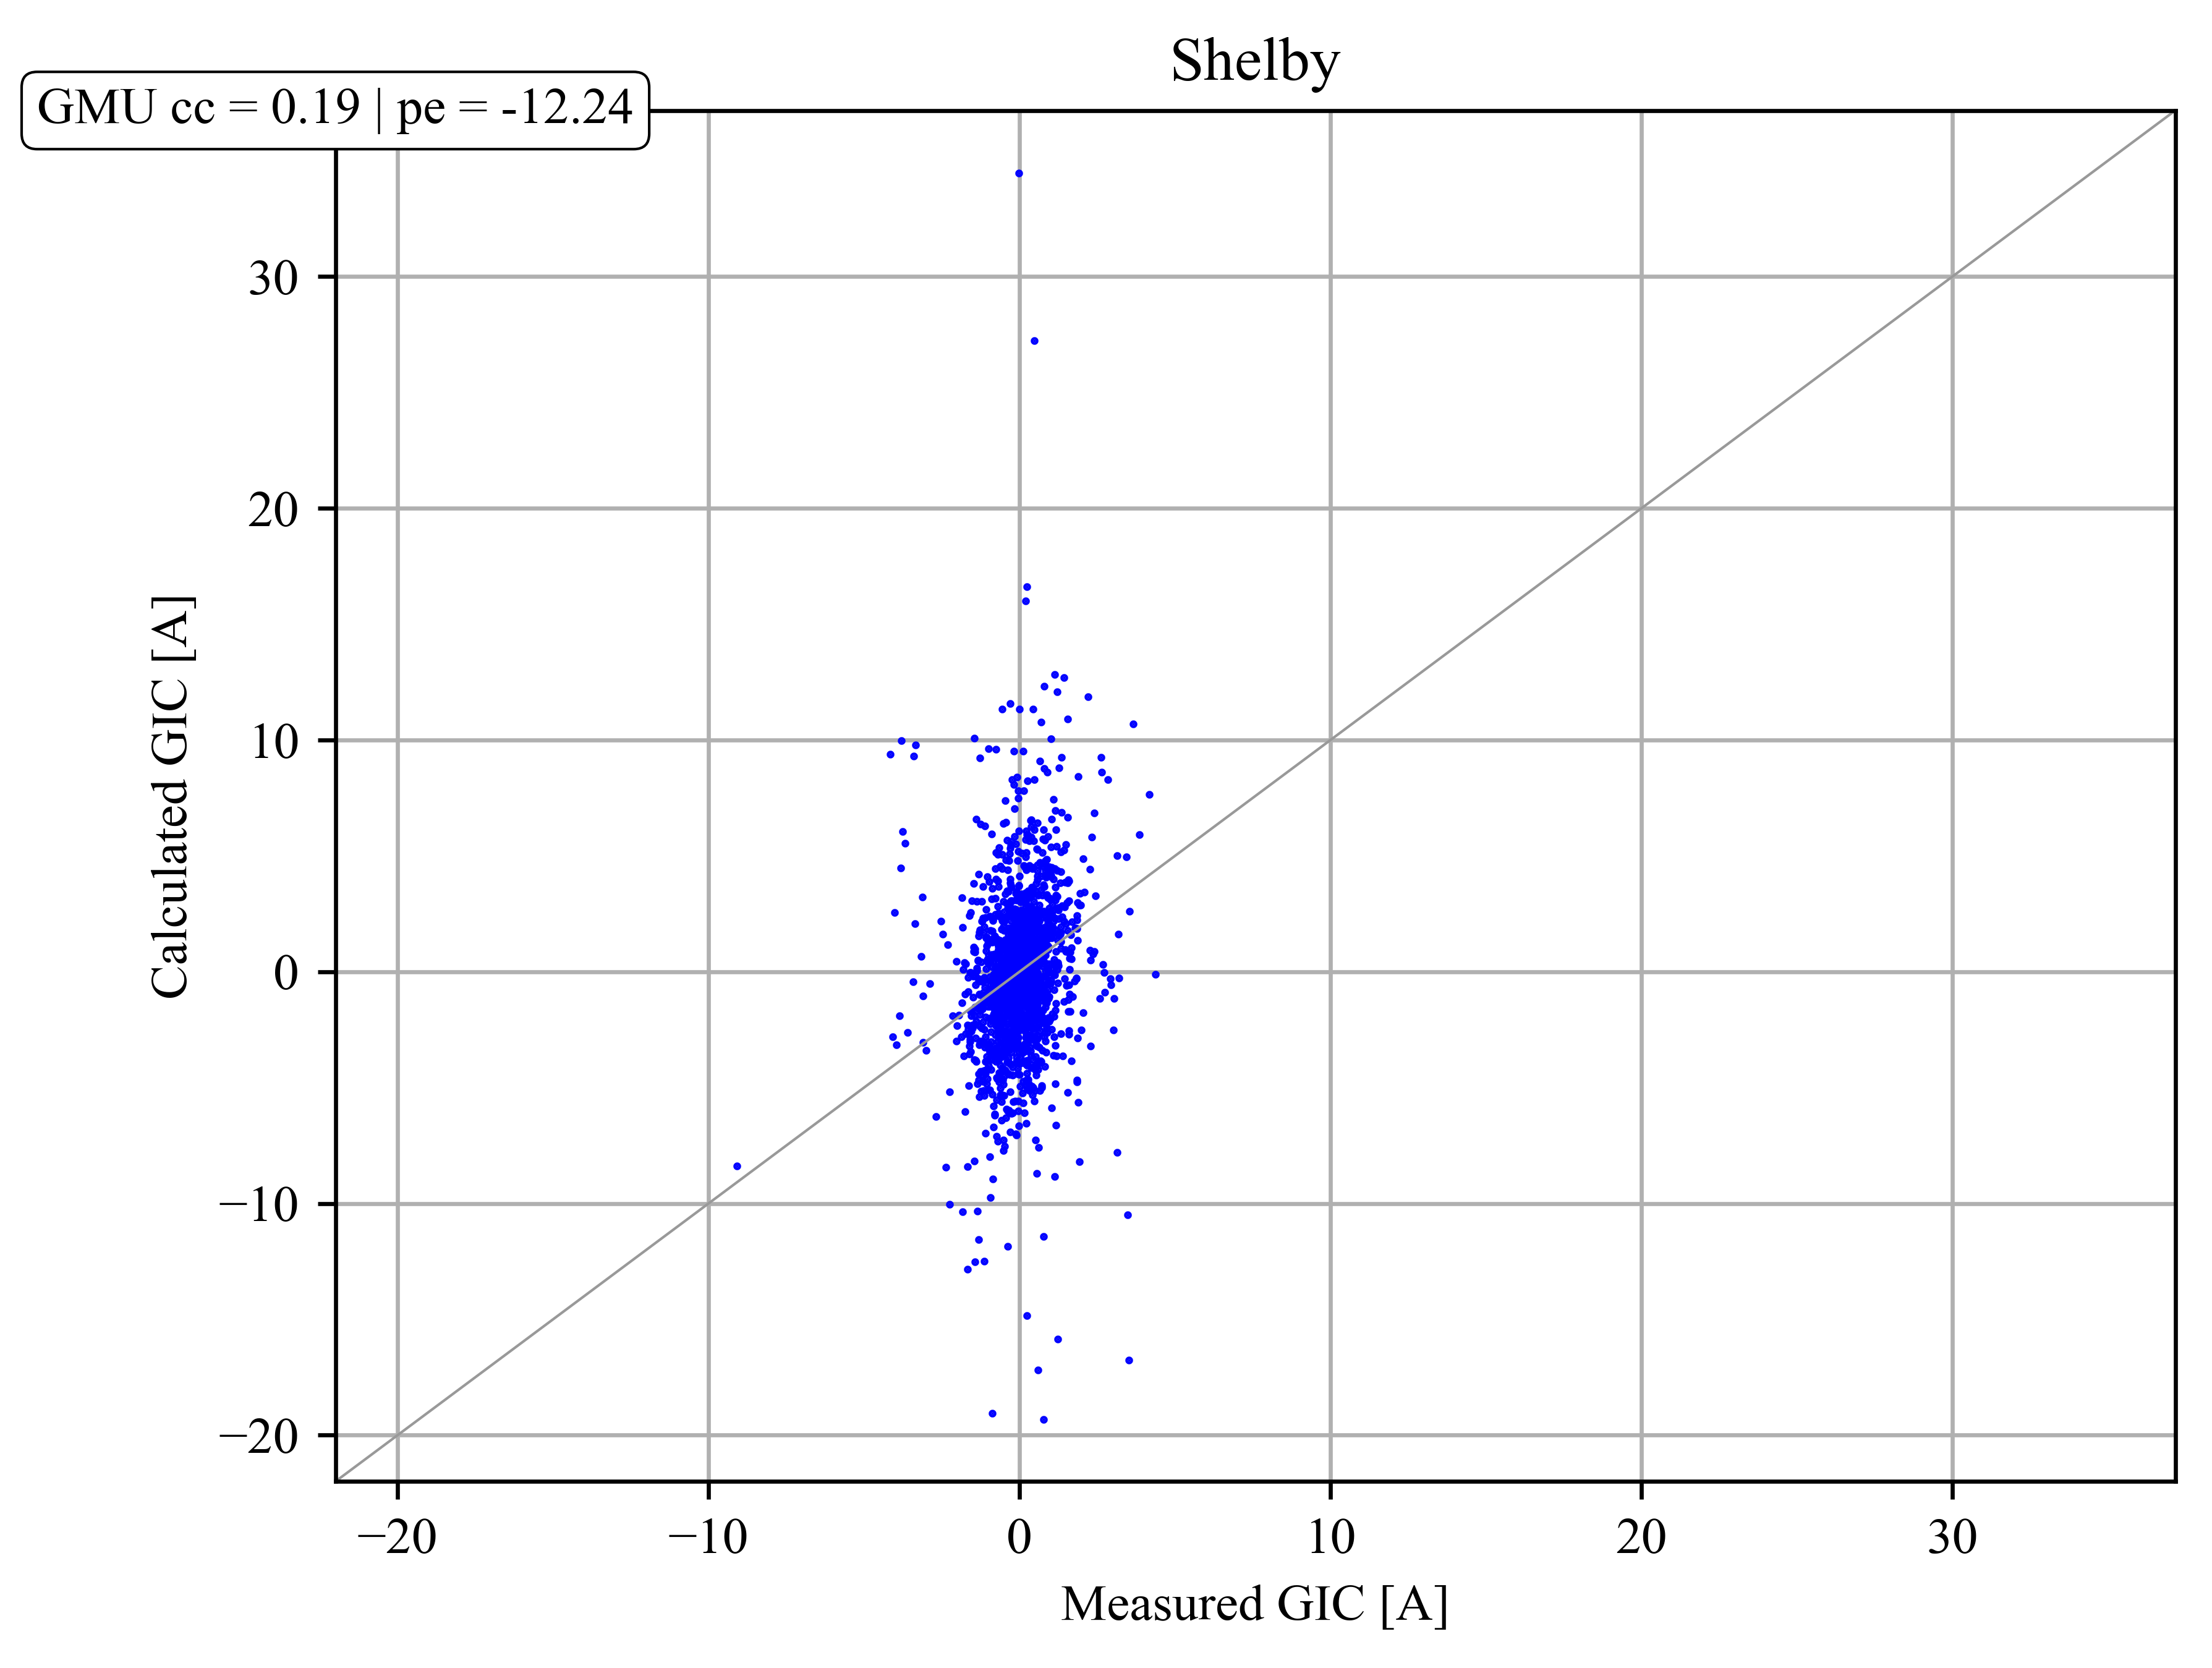 Shelby
GMU cc = 0.19 | pe = -12.24
30
20
10
0
−10
−20
Calculated GIC [A]
−20 −10 0 10 20 30
Measured GIC [A]